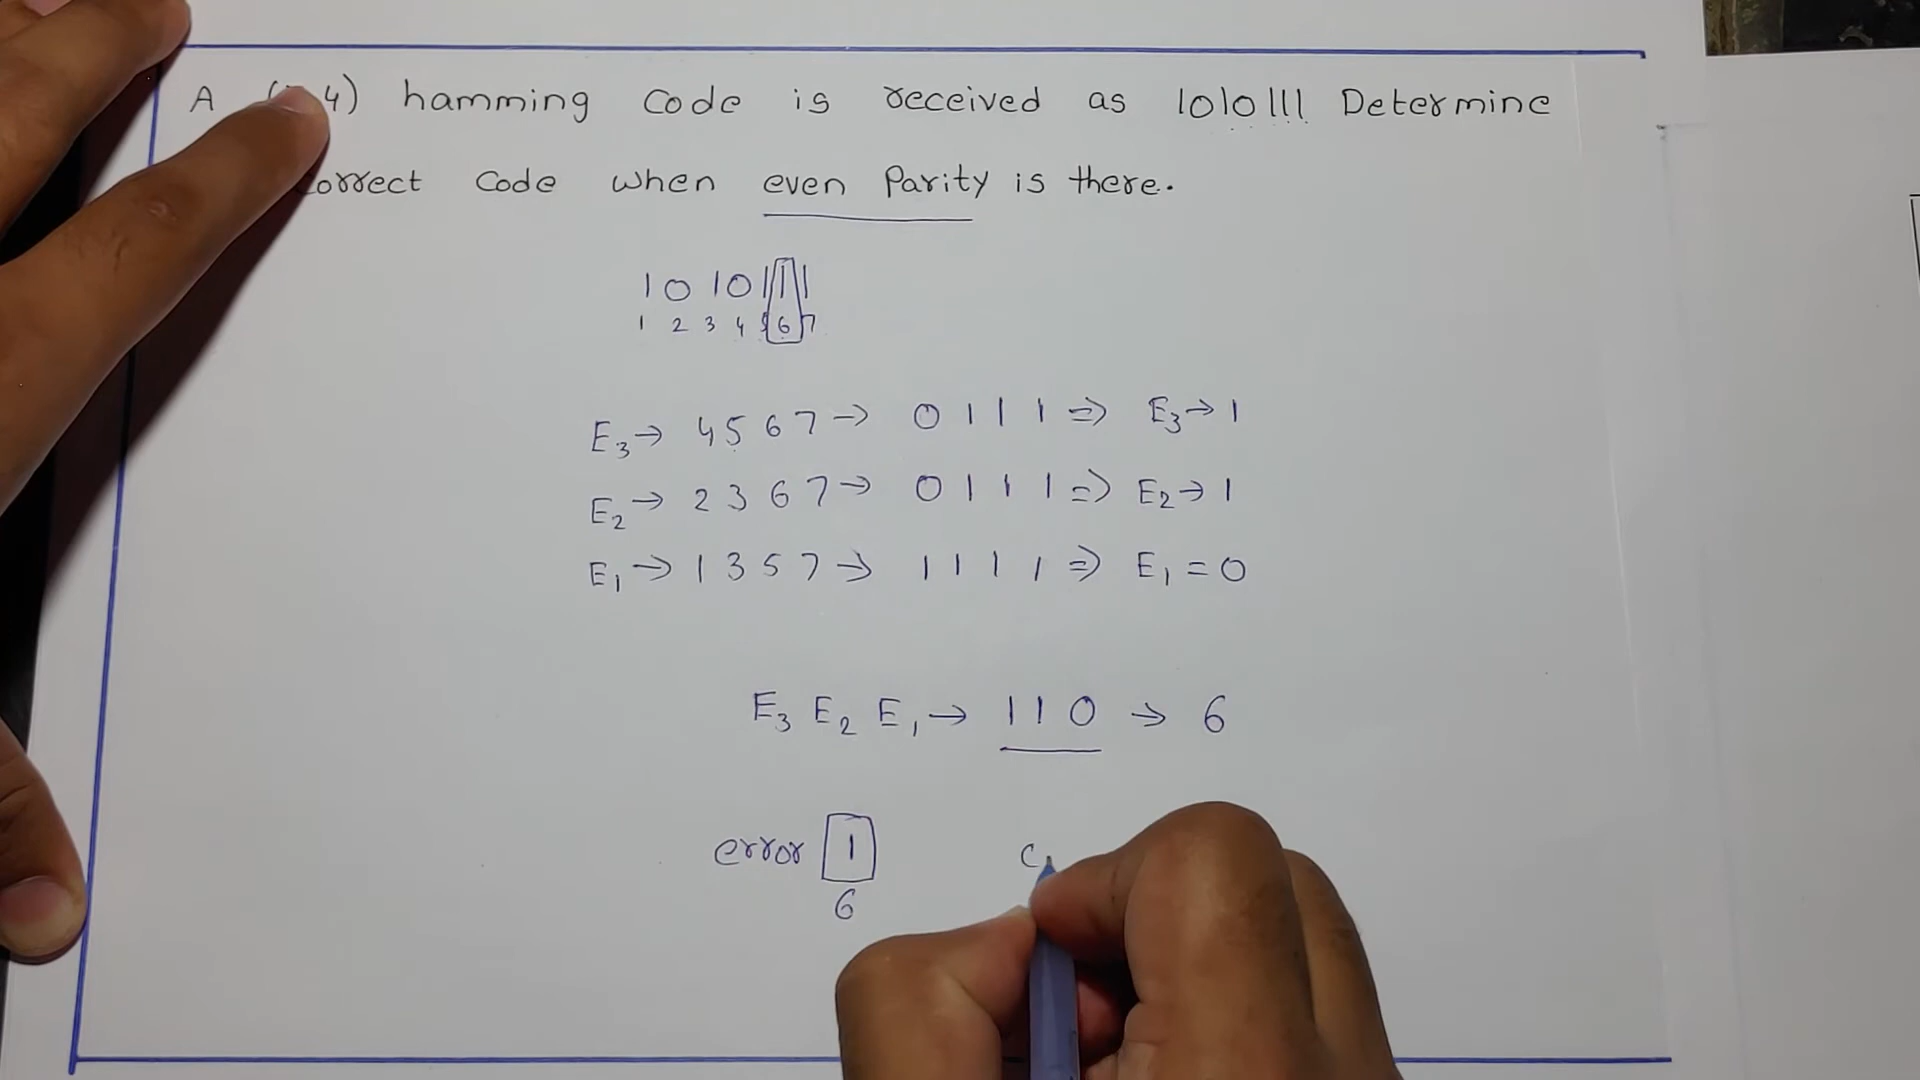 A 4) hamming code is received as 1010111 Determine
correct code when even Parity is there.
1 0 1 0 1 1 1
1 2 3 4 5 6 7
E3 → 4 5 6 7 → 0 1 1 1 ⇒ E3 → 1
E2 → 2 3 6 7 → 0 1 1 1 ⇒ E2 → 1
E1 → 1 3 5 7 → 1 1 1 1 ⇒ E1 = 0
E3 E2 E1 → 1 1 0 → 6
error 1
6